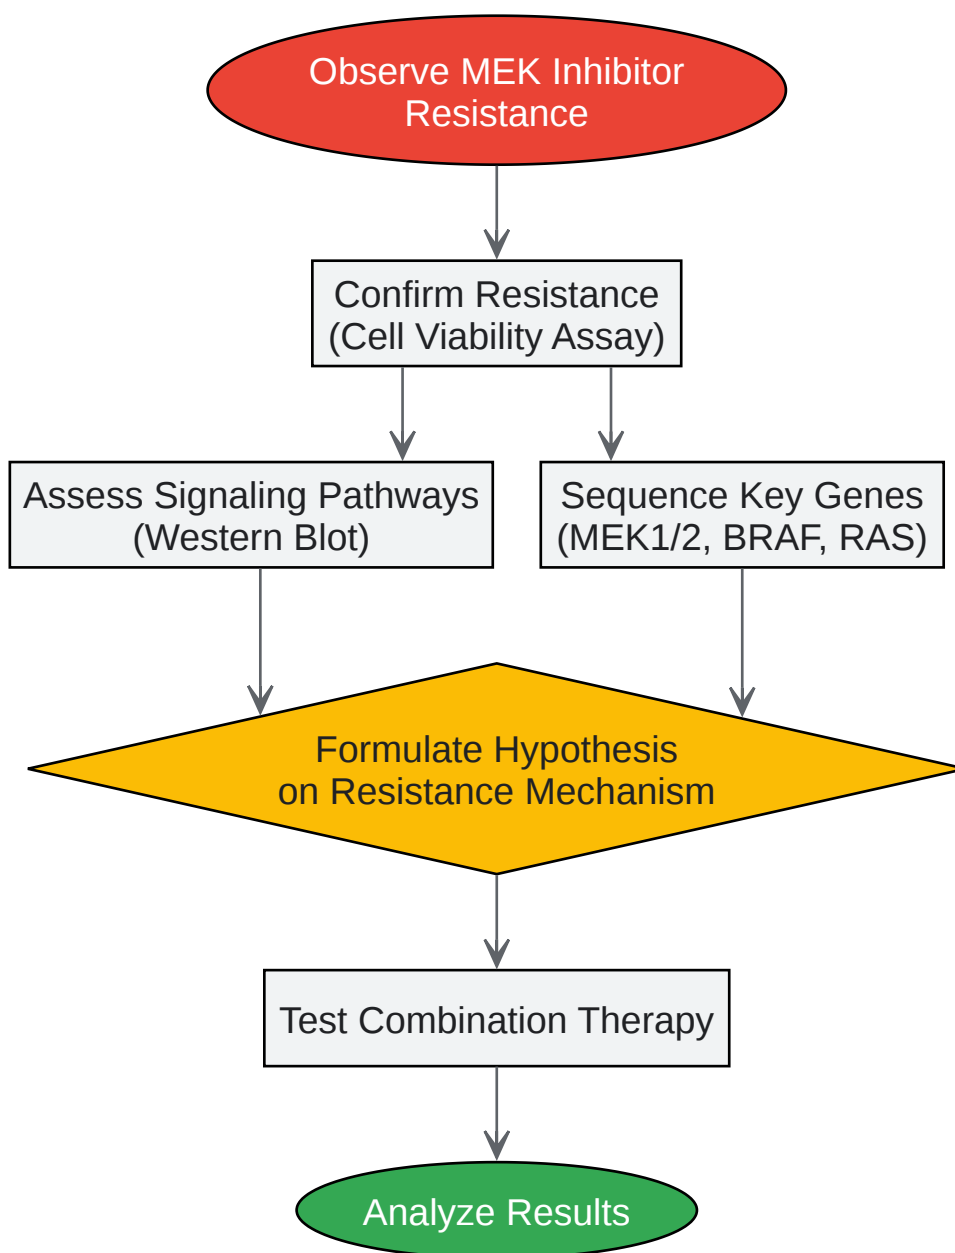 Observe MEK Inhibitor
Resistance
Confirm Resistance
(Cell Viability Assay)
Assess Signaling Pathways
(Western Blot)
Sequence Key Genes
(MEK1/2, BRAF, RAS)
Formulate Hypothesis
on Resistance Mechanism
Test Combination Therapy
Analyze Results